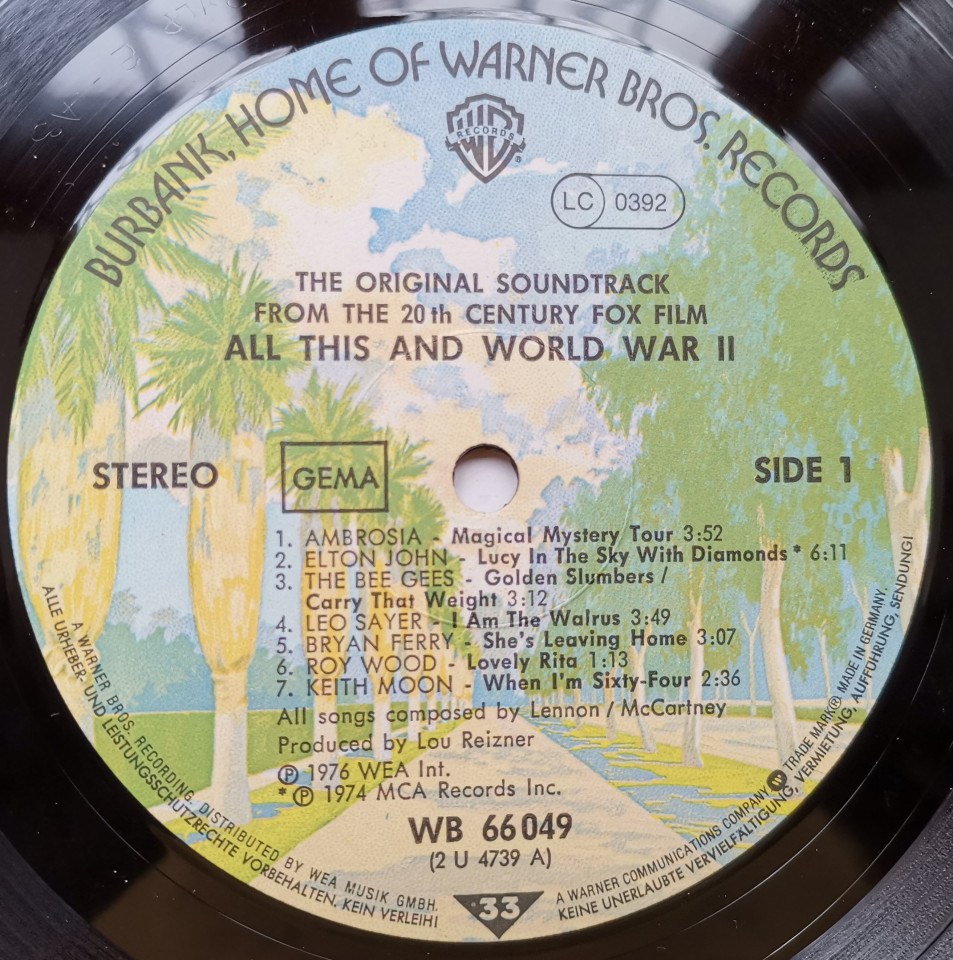 BURBANK, HOME OF WARNER BROS. RECORDS
WB
RECORDS
LC 0392
THE ORIGINAL SOUNDTRACK
FROM THE 20th CENTURY FOX FILM
ALL THIS AND WORLD WAR II
STEREO
GEMA
SIDE 1
1. AMBROSIA - Magical Mystery Tour 3:52
2. ELTON JOHN - Lucy In The Sky With Diamonds * 6:11
3. THE BEE GEES - Golden Slumbers /
Carry That Weight 3:12
4. LEO SAYER - I Am The Walrus 3:49
5. BRYAN FERRY - She's Leaving Home 3:07
6. ROY WOOD - Lovely Rita 1:13
7. KEITH MOON - When I'm Sixty-Four 2:36
All songs composed by Lennon / McCartney
Produced by Lou Reizner
℗ 1976 WEA Int.
* ℗ 1974 MCA Records Inc.
WB 66 049
(2 U 4739 A)
33
A WARNER BROS. RECORDING. DISTRIBUTED BY WEA MUSIK GMBH.
ALLE URHEBER- UND LEISTUNGSSCHUTZRECHTE VORBEHALTEN. KEIN VERLEIH!
A WARNER COMMUNICATIONS COMPANY TRADE MARK® MADE IN GERMANY.
KEINE UNERLAUBTE VERVIELFÄLTIGUNG, VERMIETUNG, AUFFÜHRUNG, SENDUNG!